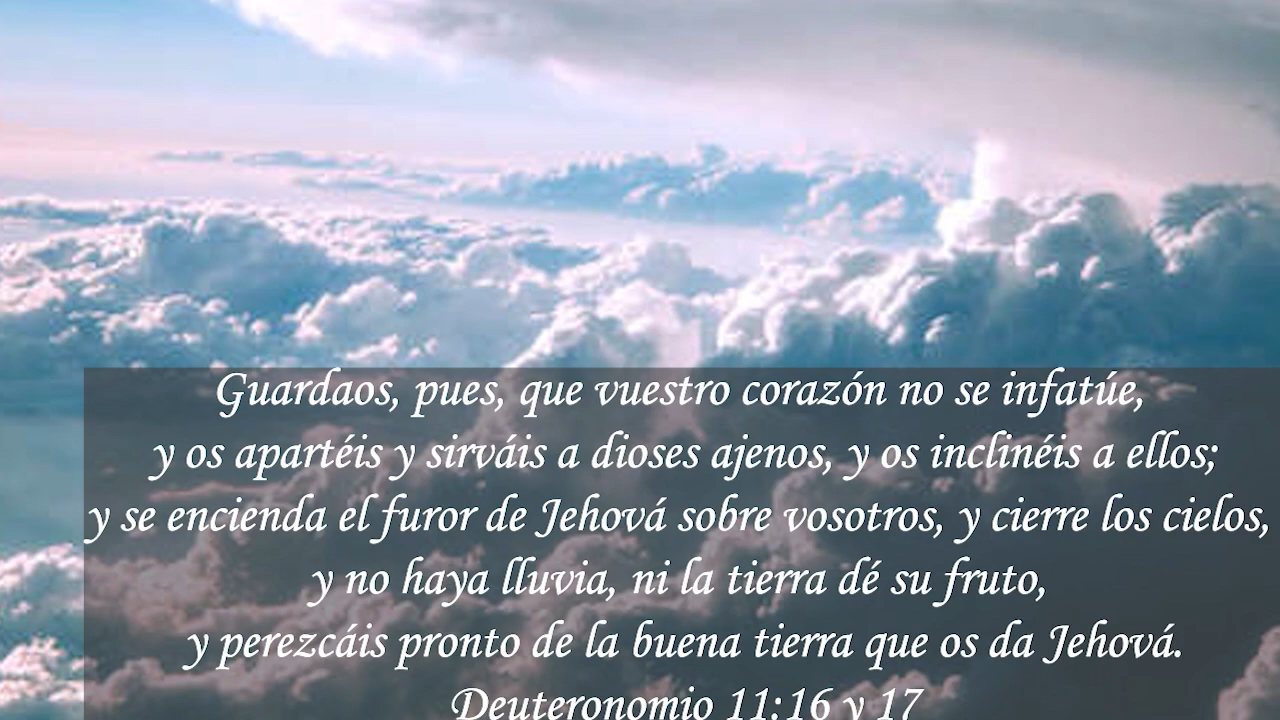 Guardaos, pues, que vuestro corazón no se infatúe,
y os apartéis y sirváis a dioses ajenos, y os inclinéis a ellos;
y se encienda el furor de Jehová sobre vosotros, y cierre los cielos,
y no haya lluvia, ni la tierra dé su fruto,
y perezcáis pronto de la buena tierra que os da Jehová.
Deuteronomio 11:16 y 17